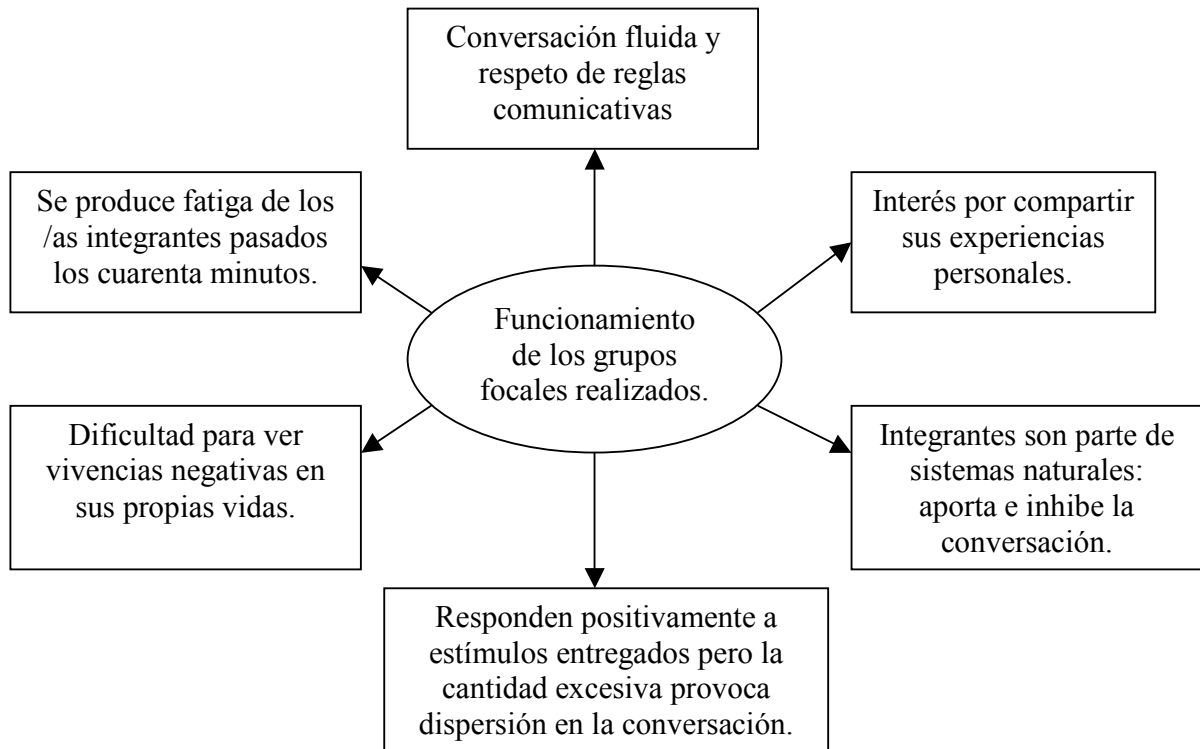 Conversación fluida y
respeto de reglas
comunicativas
Se produce fatiga de los
/as integrantes pasados
los cuarenta minutos.
Interés por compartir
sus experiencias
personales.
Funcionamiento
de los grupos
focales realizados.
Dificultad para ver
vivencias negativas en
sus propias vidas.
Integrantes son parte de
sistemas naturales:
aporta e inhibe la
conversación.
Responden positivamente a
estímulos entregados pero la
cantidad excesiva provoca
dispersión en la conversación.